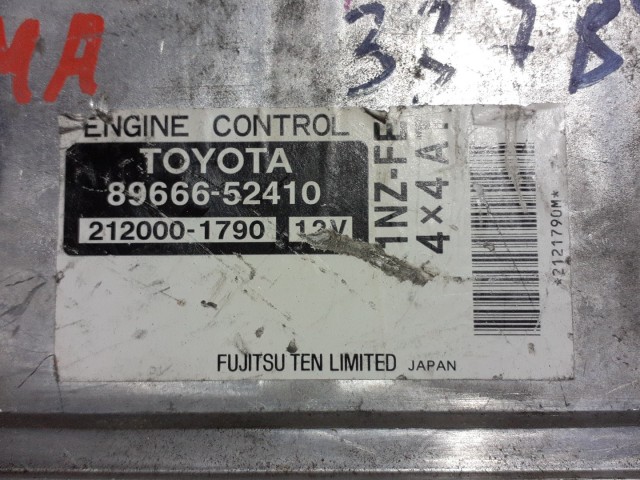 MA
337B
ENGINE CONTROL
TOYOTA
89666-52410
212000-1790 12V
1NZ-FE
4×4 AT
*2121790M*
FUJITSU TEN LIMITED JAPAN